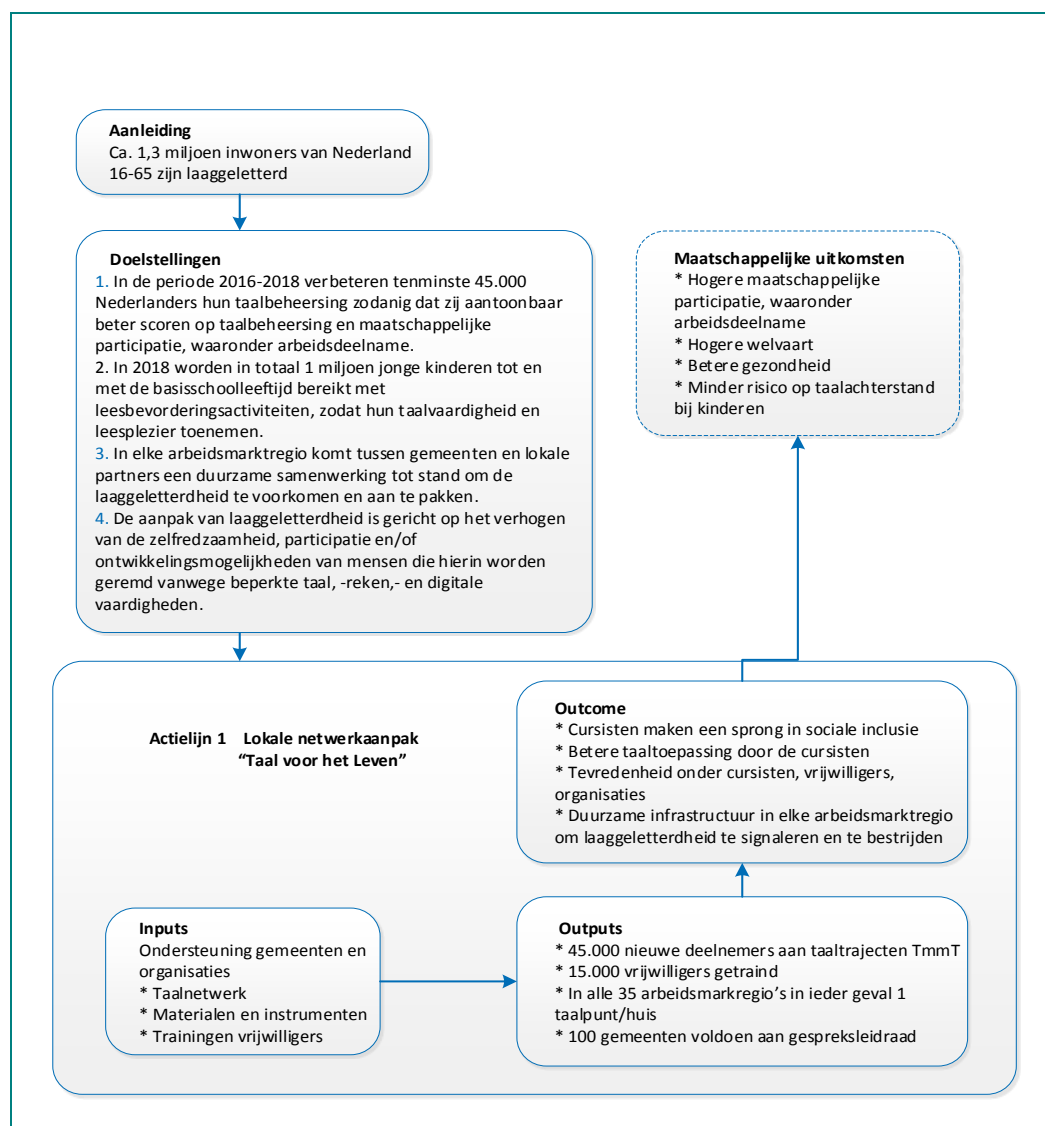 Aanleiding
Ca. 1,3 miljoen inwoners van Nederland
16-65 zijn laaggeletterd
Doelstellingen
1. In de periode 2016-2018 verbeteren tenminste 45.000
Nederlanders hun taalbeheersing zodanig dat zij aantoonbaar
beter scoren op taalbeheersing en maatschappelijke
participatie, waaronder arbeidsdeelname.
2. In 2018 worden in totaal 1 miljoen jonge kinderen tot en
met de basisschoolleeftijd bereikt met
leesbevorderingsactiviteiten, zodat hun taalvaardigheid en
leesplezier toenemen.
3. In elke arbeidsmarktregio komt tussen gemeenten en lokale
partners een duurzame samenwerking tot stand om de
laaggeletterdheid te voorkomen en aan te pakken.
4. De aanpak van laaggeletterdheid is gericht op het verhogen
van de zelfredzaamheid, participatie en/of
ontwikkelingsmogelijkheden van mensen die hierin worden
geremd vanwege beperkte taal, -reken,- en digitale
vaardigheden.
Maatschappelijke uitkomsten
* Hogere maatschappelijke
participatie, waaronder
arbeidsdeelname
* Hogere welvaart
* Betere gezondheid
* Minder risico op taalachterstand
bij kinderen
Actielijn 1 Lokale netwerkaanpak
“Taal voor het Leven”
Outcome
* Cursisten maken een sprong in sociale inclusie
* Betere taaltoepassing door de cursisten
* Tevredenheid onder cursisten, vrijwilligers,
organisaties
* Duurzame infrastructuur in elke arbeidsmarktregio
om laaggeletterdheid te signaleren en te bestrijden
Inputs
Ondersteuning gemeenten en
organisaties
* Taalnetwerk
* Materialen en instrumenten
* Trainingen vrijwilligers
Outputs
* 45.000 nieuwe deelnemers aan taaltrajecten TmmT
* 15.000 vrijwilligers getraind
* In alle 35 arbeidsmarkregio’s in ieder geval 1
taalpunt/huis
* 100 gemeenten voldoen aan gespreksleidraad